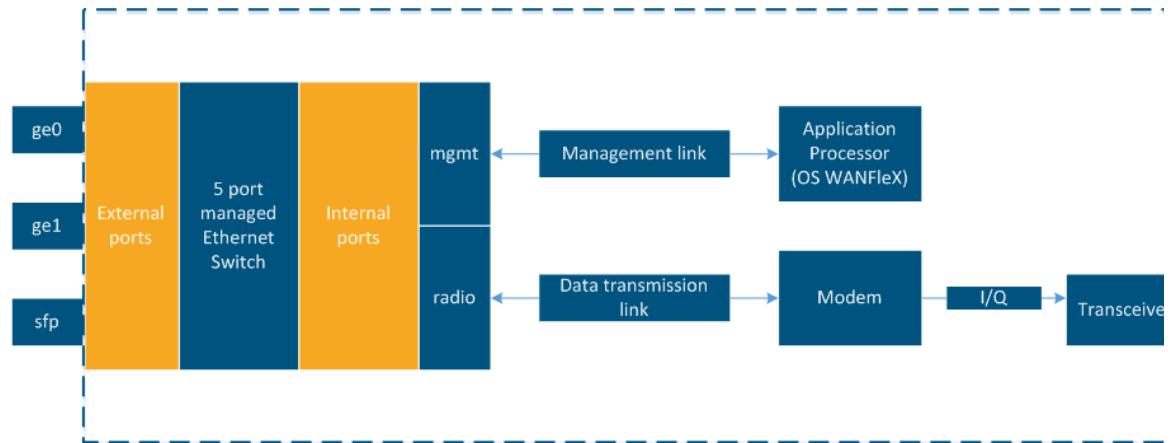 ge0
ge1
sfp
External
ports
5 port
managed
Ethernet
Switch
Internal
ports
mgmt
radio
Management link
Data transmission
link
Application
Processor
(OS WANFleX)
Modem
I/Q
Transceive